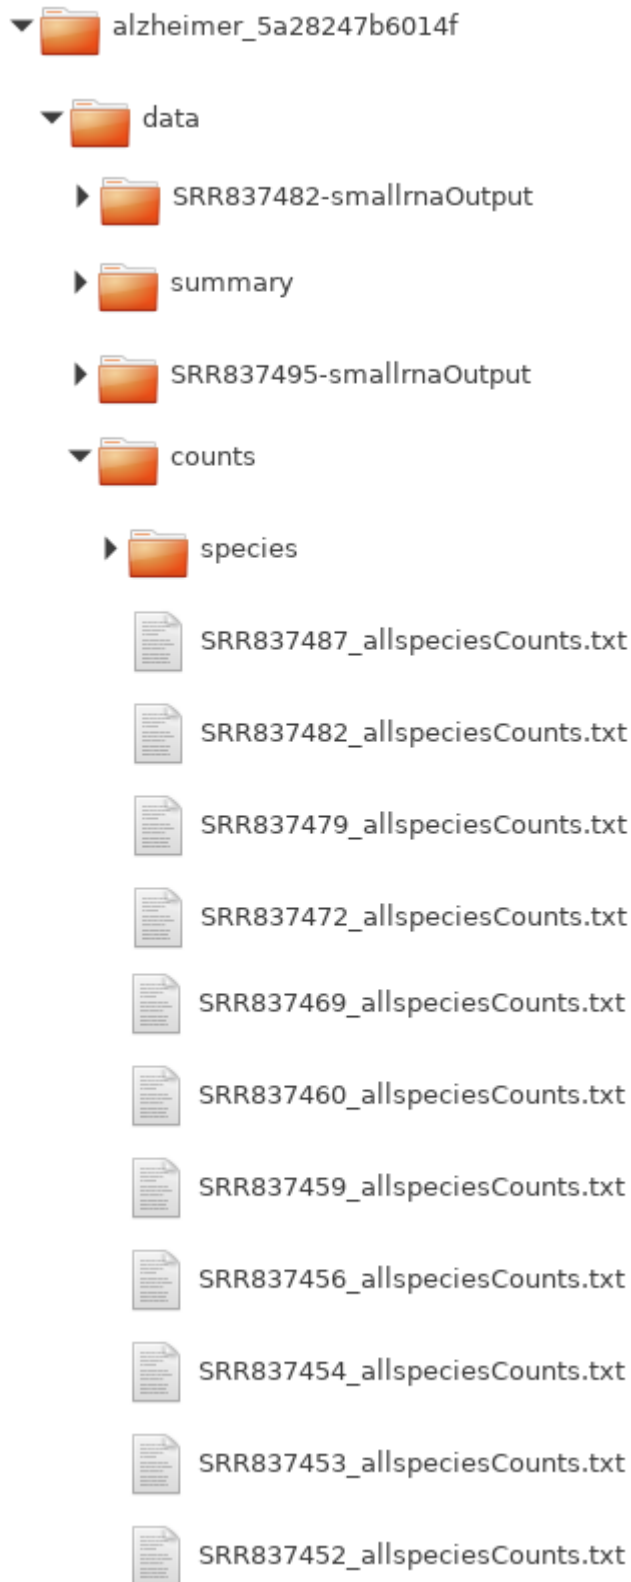 alzheimer_5a28247b6014f
data
SRR837482-smallrnaOutput
summary
SRR837495-smallrnaOutput
counts
species
SRR837487_allspeciesCounts.txt
SRR837482_allspeciesCounts.txt
SRR837479_allspeciesCounts.txt
SRR837472_allspeciesCounts.txt
SRR837469_allspeciesCounts.txt
SRR837460_allspeciesCounts.txt
SRR837459_allspeciesCounts.txt
SRR837456_allspeciesCounts.txt
SRR837454_allspeciesCounts.txt
SRR837453_allspeciesCounts.txt
SRR837452_allspeciesCounts.txt